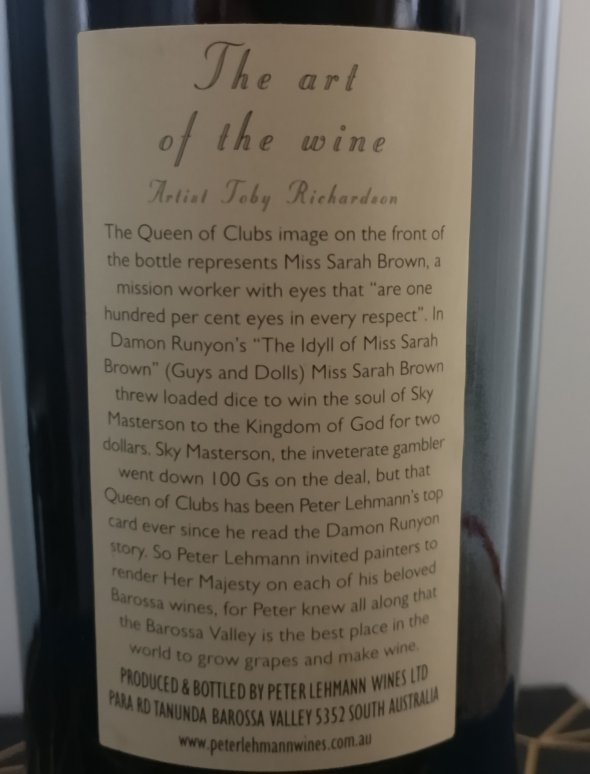 The art
of the wine
Artist Toby Richardson
The Queen of Clubs image on the front of
the bottle represents Miss Sarah Brown, a
mission worker with eyes that "are one
hundred per cent eyes in every respect". In
Damon Runyon's "The Idyll of Miss Sarah
Brown" (Guys and Dolls) Miss Sarah Brown
threw loaded dice to win the soul of Sky
Masterson to the Kingdom of God for two
dollars. Sky Masterson, the inveterate gambler
went down 100 Gs on the deal, but that
Queen of Clubs has been Peter Lehmann's top
card ever since he read the Damon Runyon
story. So Peter Lehmann invited painters to
render Her Majesty on each of his beloved
Barossa wines, for Peter knew all along that
the Barossa Valley is the best place in the
world to grow grapes and make wine.
PRODUCED & BOTTLED BY PETER LEHMANN WINES LTD
PARA RD TANUNDA BAROSSA VALLEY 5352 SOUTH AUSTRALIA
www.peterlehmannwines.com.au